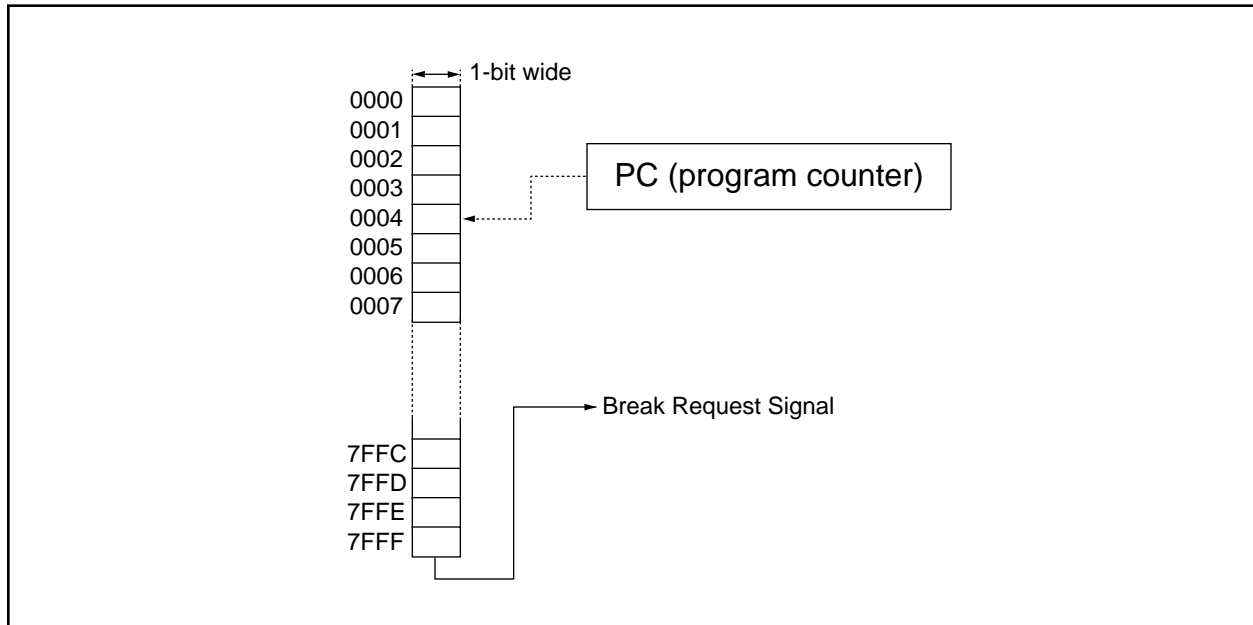 1-bit wide
0000
0001
0002
PC (program counter)
0003
0004
0005
0006
0007
Break Request Signal
7FFC
7FFD
7FFE
7FFF